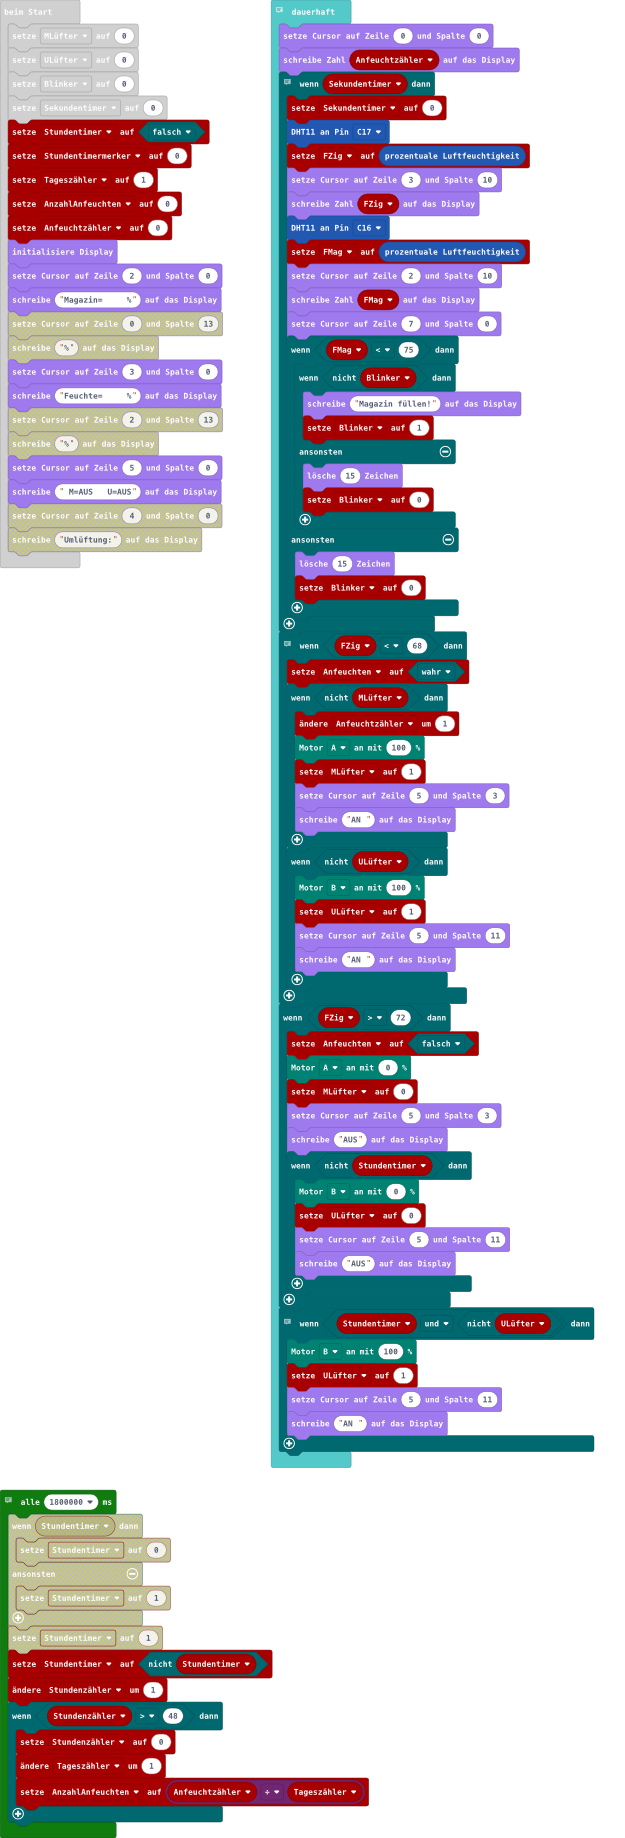 beim Start
setze MLüfter auf 0
setze ULüfter auf 0
setze Blinker auf 0
setze Sekundentimer auf 0
setze Stundentimer auf falsch
setze Stundentimermerker auf 0
setze Tageszähler auf 1
setze AnzahlAnfeuchten auf 0
setze Anfeuchtzähler auf 0
initialisiere Display
setze Cursor auf Zeile 2 und Spalte 0
schreibe "Magazin=     %" auf das Display
setze Cursor auf Zeile 0 und Spalte 13
schreibe "%" auf das Display
setze Cursor auf Zeile 3 und Spalte 0
schreibe "Feuchte=     %" auf das Display
setze Cursor auf Zeile 2 und Spalte 13
schreibe "%" auf das Display
setze Cursor auf Zeile 5 und Spalte 0
schreibe " M=AUS   U=AUS" auf das Display
setze Cursor auf Zeile 4 und Spalte 0
schreibe "Umlüftung:" auf das Display
dauerhaft
setze Cursor auf Zeile 0 und Spalte 0
schreibe Zahl Anfeuchtzähler auf das Display
wenn Sekundentimer dann
setze Sekundentimer auf 0
DHT11 an Pin C17
setze FZig auf prozentuale Luftfeuchtigkeit
setze Cursor auf Zeile 3 und Spalte 10
schreibe Zahl FZig auf das Display
DHT11 an Pin C16
setze FMag auf prozentuale Luftfeuchtigkeit
setze Cursor auf Zeile 2 und Spalte 10
schreibe Zahl FMag auf das Display
setze Cursor auf Zeile 7 und Spalte 0
wenn FMag < 75 dann
wenn nicht Blinker dann
schreibe "Magazin füllen!" auf das Display
setze Blinker auf 1
ansonsten
lösche 15 Zeichen
setze Blinker auf 0
ansonsten
lösche 15 Zeichen
setze Blinker auf 0
wenn FZig < 68 dann
setze Anfeuchten auf wahr
wenn nicht MLüfter dann
ändere Anfeuchtzähler um 1
Motor A an mit 100 %
setze MLüfter auf 1
setze Cursor auf Zeile 5 und Spalte 3
schreibe "AN " auf das Display
wenn nicht ULüfter dann
Motor B an mit 100 %
setze ULüfter auf 1
setze Cursor auf Zeile 5 und Spalte 11
schreibe "AN " auf das Display
wenn FZig > 72 dann
setze Anfeuchten auf falsch
Motor A an mit 0 %
setze MLüfter auf 0
setze Cursor auf Zeile 5 und Spalte 3
schreibe "AUS" auf das Display
wenn nicht Stundentimer dann
Motor B an mit 0 %
setze ULüfter auf 0
setze Cursor auf Zeile 5 und Spalte 11
schreibe "AUS" auf das Display
wenn Stundentimer und nicht ULüfter dann
Motor B an mit 100 %
setze ULüfter auf 1
setze Cursor auf Zeile 5 und Spalte 11
schreibe "AN " auf das Display
alle 1800000 ms
wenn Stundentimer dann
setze Stundentimer auf 0
ansonsten
setze Stundentimer auf 1
setze Stundentimer auf 1
setze Stundentimer auf nicht Stundentimer
ändere Stundenzähler um 1
wenn Stundenzähler > 48 dann
setze Stundenzähler auf 0
ändere Tageszähler um 1
setze AnzahlAnfeuchten auf Anfeuchtzähler ÷ Tageszähler